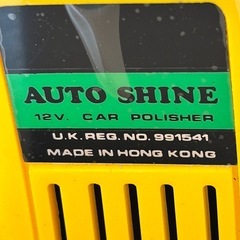 AUTO SHINE
12V. CAR POLISHER
U.K. REG. NO. 991541
MADE IN HONG KONG